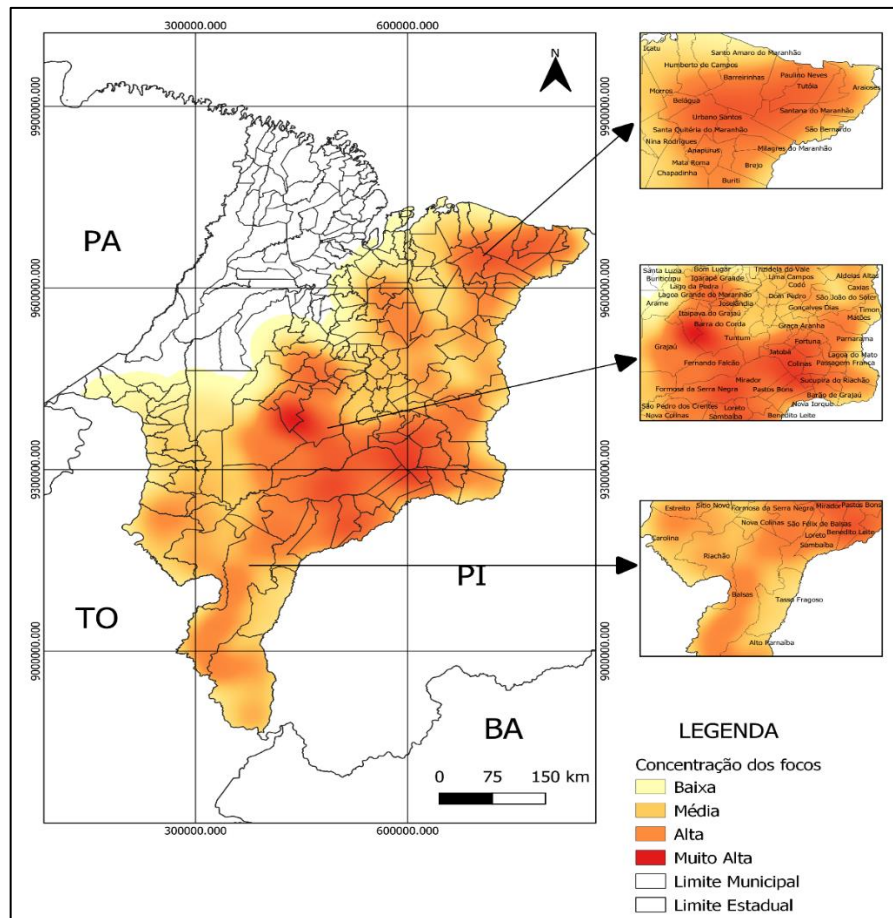 300000.000 600000.000
N
9900000.000 9900000.000
PA
9600000.000 9600000.000
9300000.000 9300000.000
PI
TO
9000000.000 9000000.000
BA
0 75 150 km
300000.000 600000.000
Icatu
Santo Amaro do Maranhão
Humberto de Campos
Barreirinhas
Paulino Neves
Tutóia
Araioses
Morros
Belágua
Santana do Maranhão
Urbano Santos
Santa Quitéria do Maranhão
São Bernardo
Nina Rodrigues
Anapurus
Milagres do Maranhão
Mata Roma
Brejo
Chapadinha
Buriti
Santa Luzia
Bom Lugar
Trizidela do Vale
Buriticupu
Igarapé Grande
Lima Campos
Aldeias Altas
Lago da Pedra
Codó
Caxias
Lagoa Grande do Maranhão
Dom Pedro
São João do Soter
Arame
Joselândia
Gonçalves Dias
Timon
Itaipava do Grajaú
Matões
Barra do Corda
Graça Aranha
Grajaú
Tuntum
Fortuna
Parnarama
Jatobá
Lagoa do Mato
Fernando Falcão
Colinas
Passagem Franca
Mirador
Sucupira do Riachão
Formosa da Serra Negra
Pastos Bons
Barão de Grajaú
Nova Iorque
São Pedro dos Crentes
Loreto
Nova Colinas
Sambaíba
Benedito Leite
Estreito
Sítio Novo
Formosa da Serra Negra
Mirador
Pastos Bons
Nova Colinas
São Félix de Balsas
Carolina
Loreto
Benedito Leite
Sambaíba
Riachão
Balsas
Tasso Fragoso
Alto Parnaíba
LEGENDA
Concentração dos focos
Baixa
Média
Alta
Muito Alta
Limite Municipal
Limite Estadual